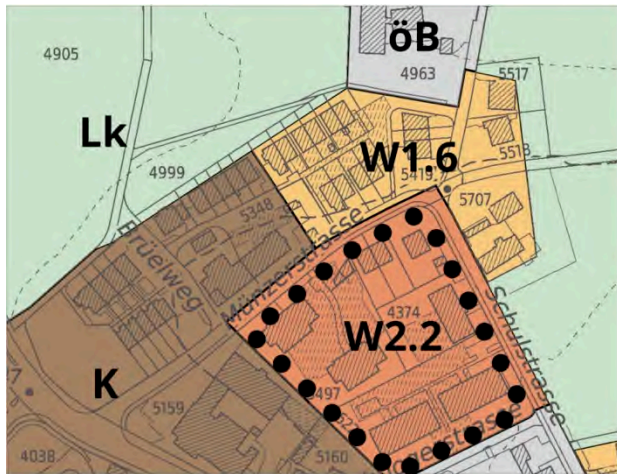 öB
4905
4963
5517
Lk
W1.6
4999
5419
5518
5348
5707
Brüelweg
Münzerstrasse
4374
Schulstrasse
W2.2
K
5159
5160
4038